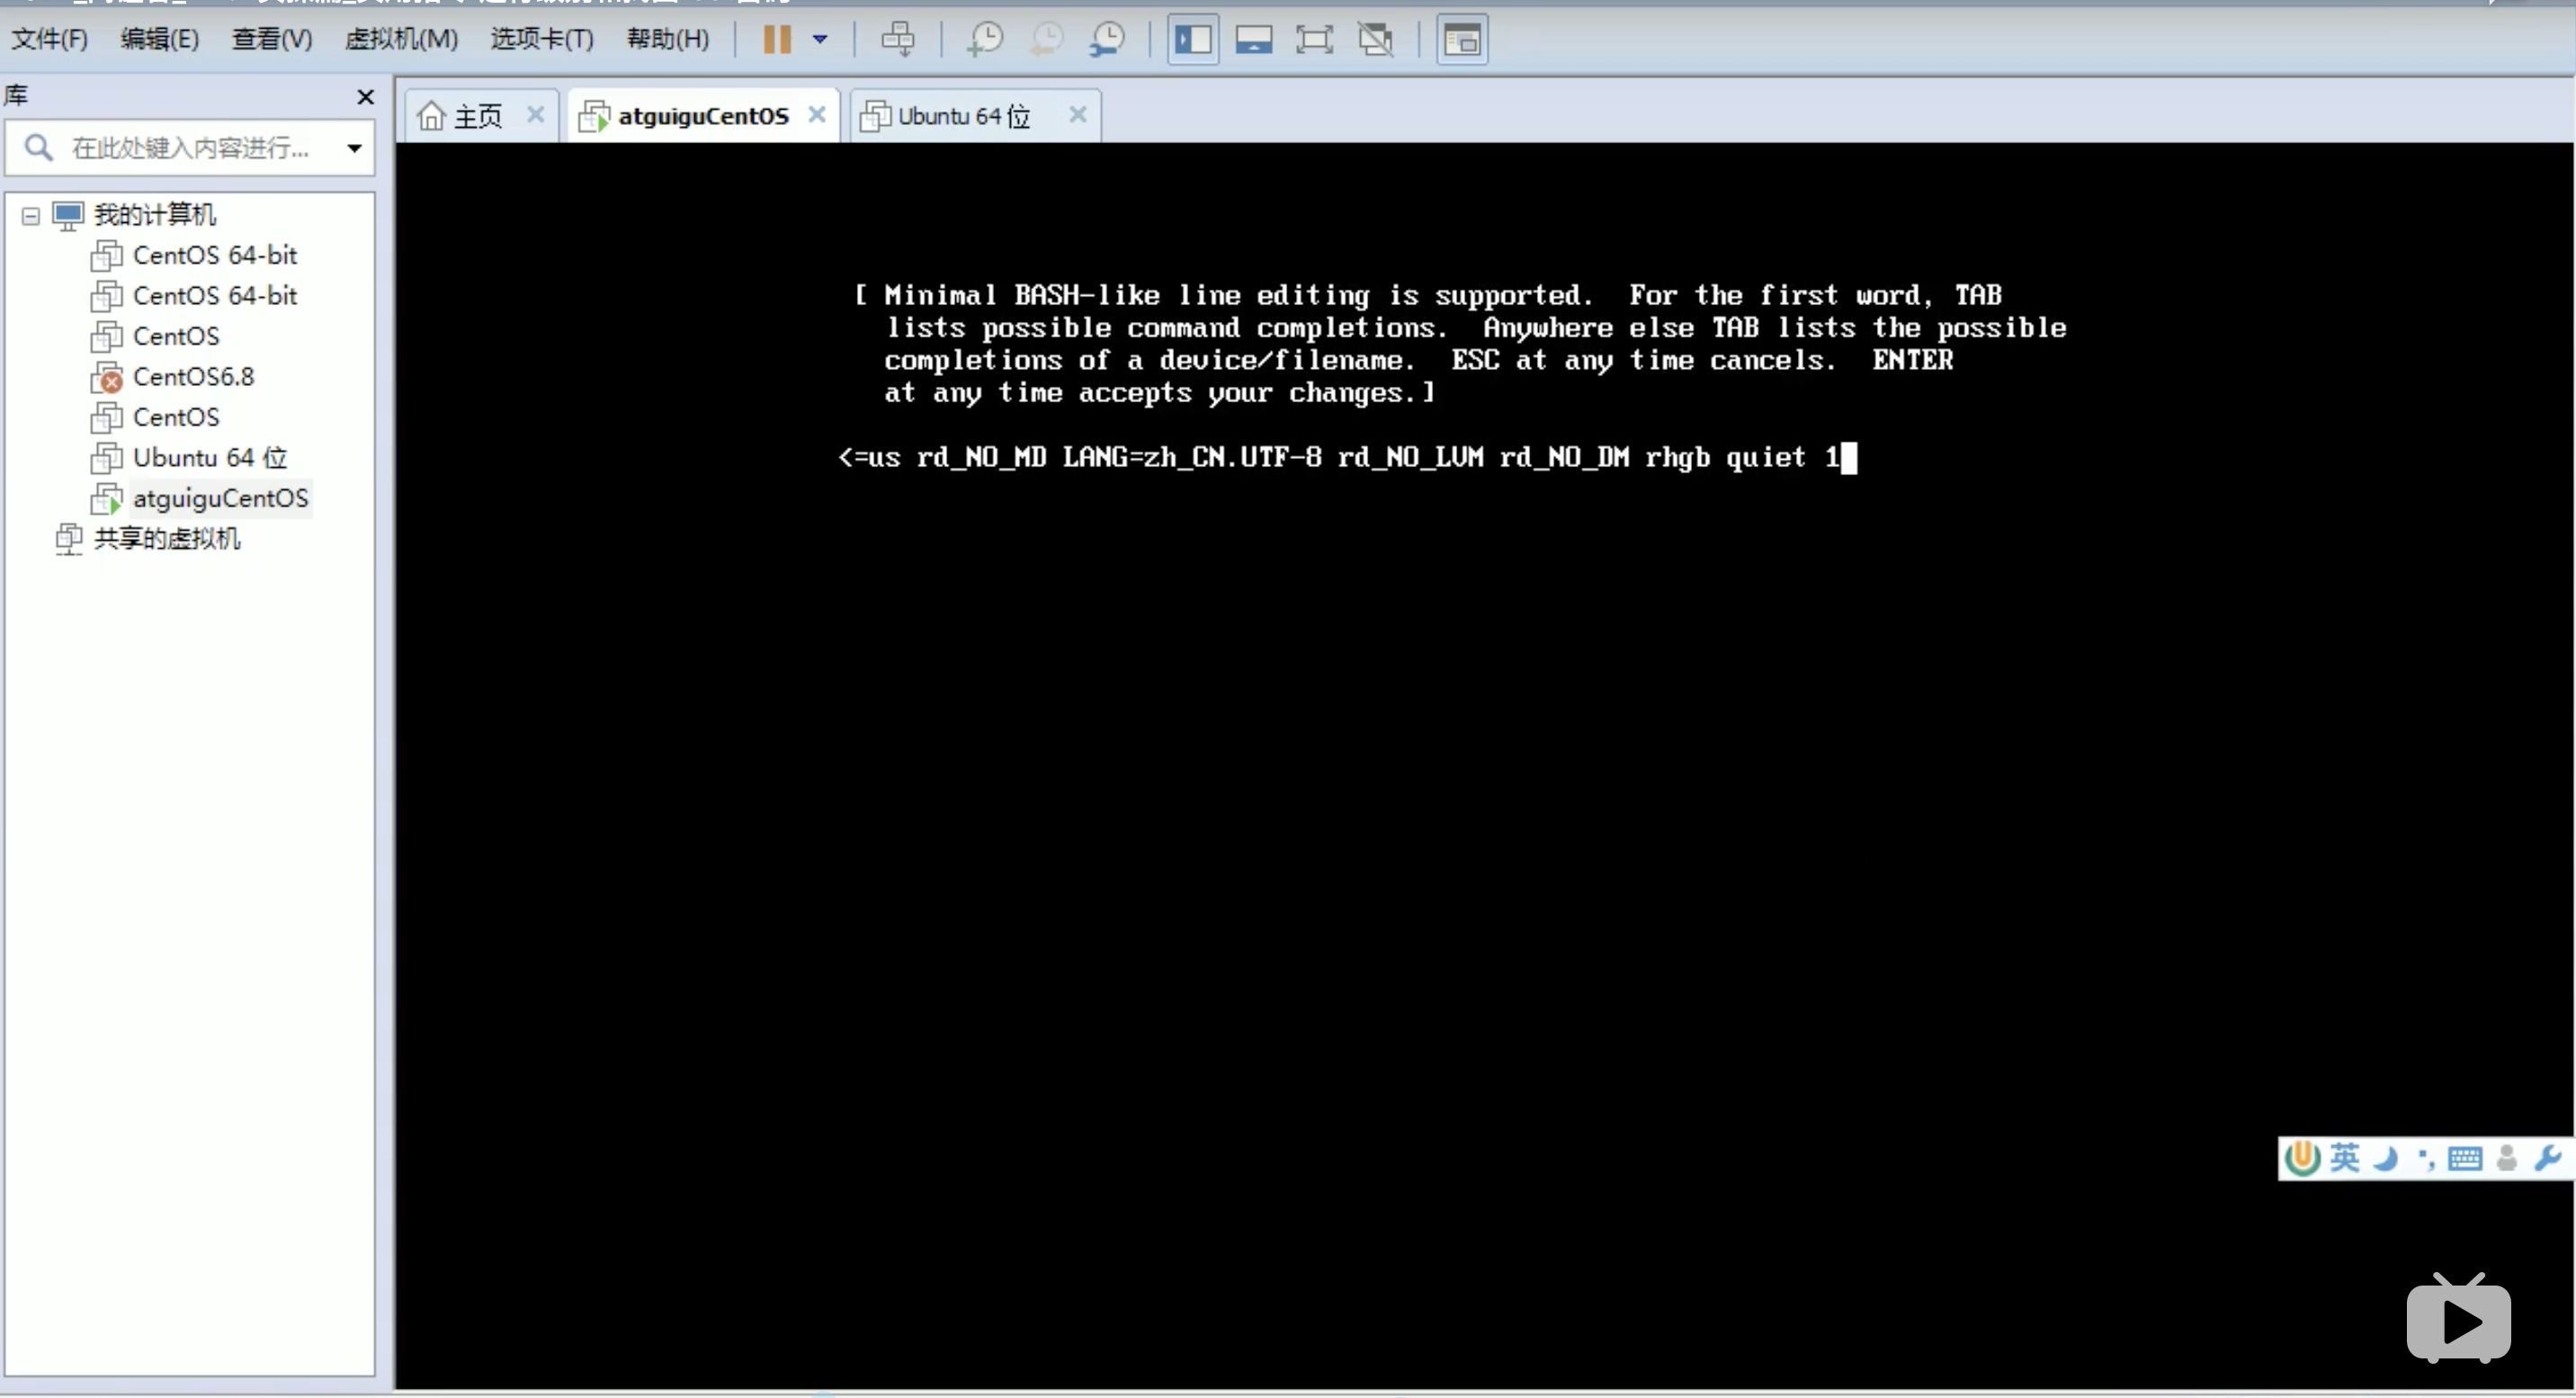 文件(F) 编辑(E) 查看(V) 虚拟机(M) 选项卡(T) 帮助(H)
库
在此处键入内容进行...
我的计算机
CentOS 64-bit
CentOS 64-bit
CentOS
CentOS6.8
CentOS
Ubuntu 64 位
atguiguCentOS
共享的虚拟机
主页 atguiguCentOS Ubuntu 64 位
[ Minimal BASH-like line editing is supported.  For the first word, TAB
lists possible command completions.  Anywhere else TAB lists the possible
completions of a device/filename.  ESC at any time cancels.  ENTER
at any time accepts your changes.]
<=us rd_NO_MD LANG=zh_CN.UTF-8 rd_NO_LVM rd_NO_DM rhgb quiet 1
英